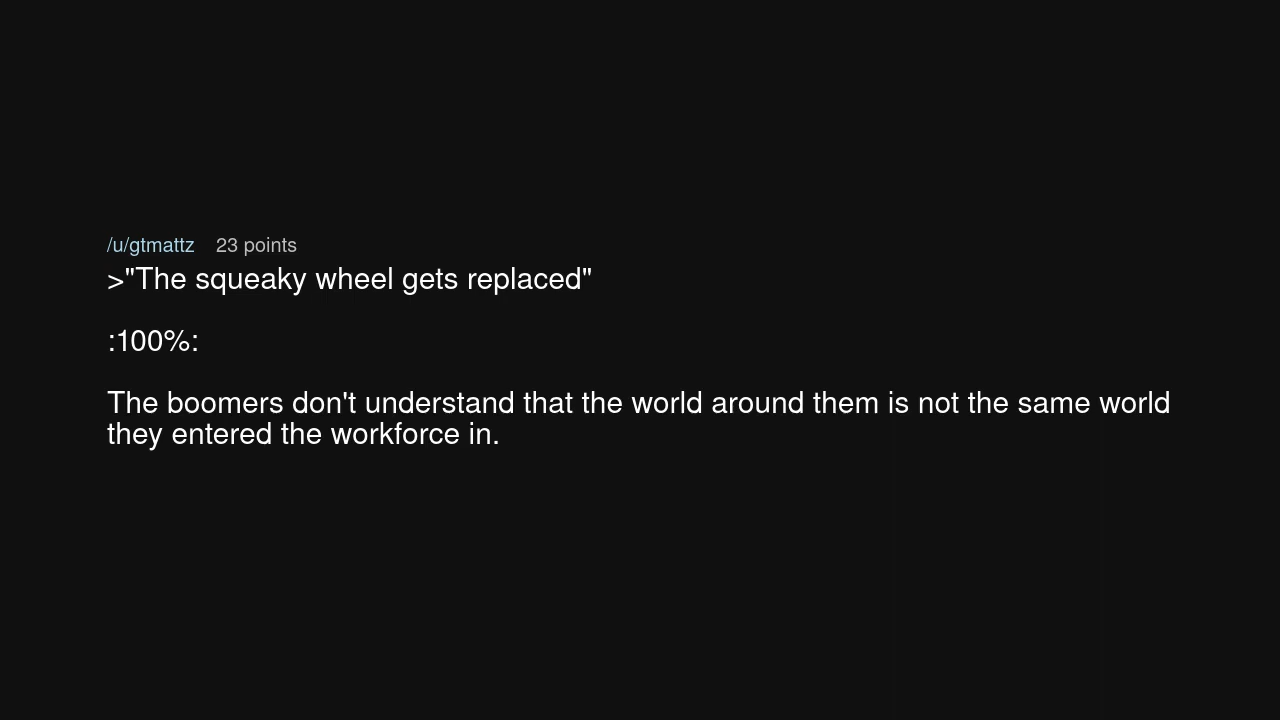 /u/gtmattz 23 points
>"The squeaky wheel gets replaced"
:100%:
The boomers don't understand that the world around them is not the same world
they entered the workforce in.